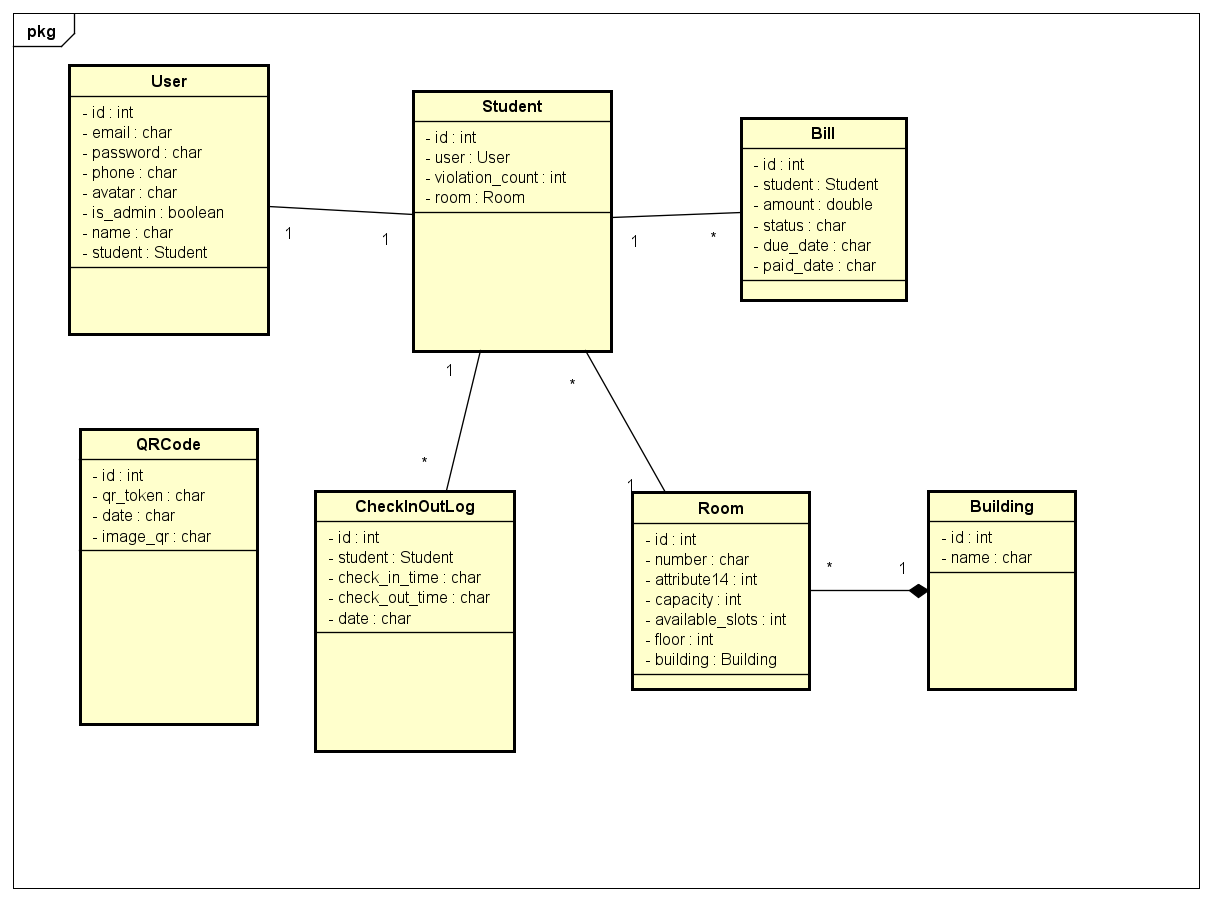 pkg
User
- id : int
- email : char
- password : char
- phone : char
- avatar : char
- is_admin : boolean
- name : char
- student : Student
1
1
Student
- id : int
- user : User
- violation_count : int
- room : Room
1
*
Bill
- id : int
- student : Student
- amount : double
- status : char
- due_date : char
- paid_date : char
1
*
*
1
QRCode
- id : int
- qr_token : char
- date : char
- image_qr : char
CheckInOutLog
- id : int
- student : Student
- check_in_time : char
- check_out_time : char
- date : char
Room
- id : int
- number : char
- attribute14 : int
- capacity : int
- available_slots : int
- floor : int
- building : Building
*
1
Building
- id : int
- name : char